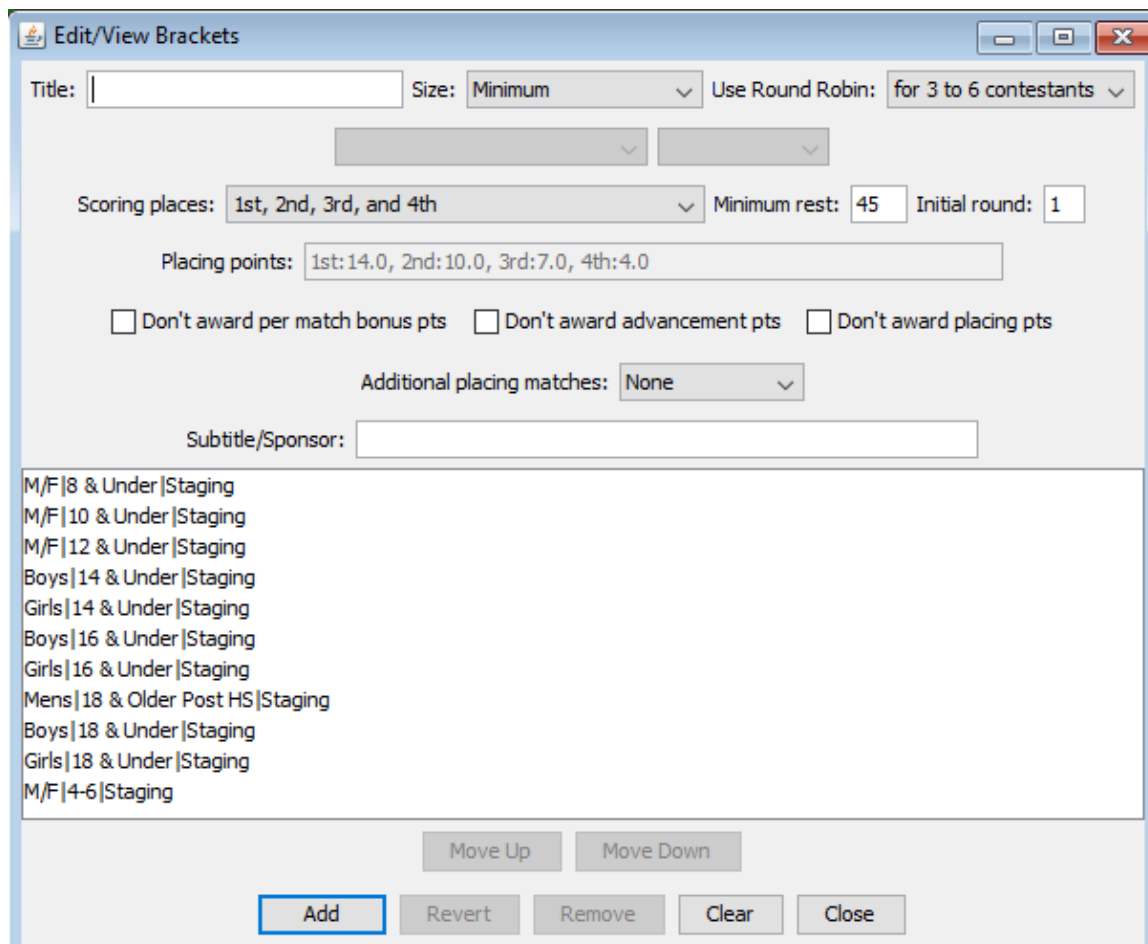 Edit/View Brackets
Title: Size: Minimum Use Round Robin: for 3 to 6 contestants
Scoring places: 1st, 2nd, 3rd, and 4th Minimum rest: 45 Initial round: 1
Placing points: 1st:14.0, 2nd:10.0, 3rd:7.0, 4th:4.0
Don't award per match bonus pts Don't award advancement pts Don't award placing pts
Additional placing matches: None
Subtitle/Sponsor:
M/F|8 & Under|Staging
M/F|10 & Under|Staging
M/F|12 & Under|Staging
Boys|14 & Under|Staging
Girls|14 & Under|Staging
Boys|16 & Under|Staging
Girls|16 & Under|Staging
Mens|18 & Older Post HS|Staging
Boys|18 & Under|Staging
Girls|18 & Under|Staging
M/F|4-6|Staging
Move Up Move Down
Add Revert Remove Clear Close